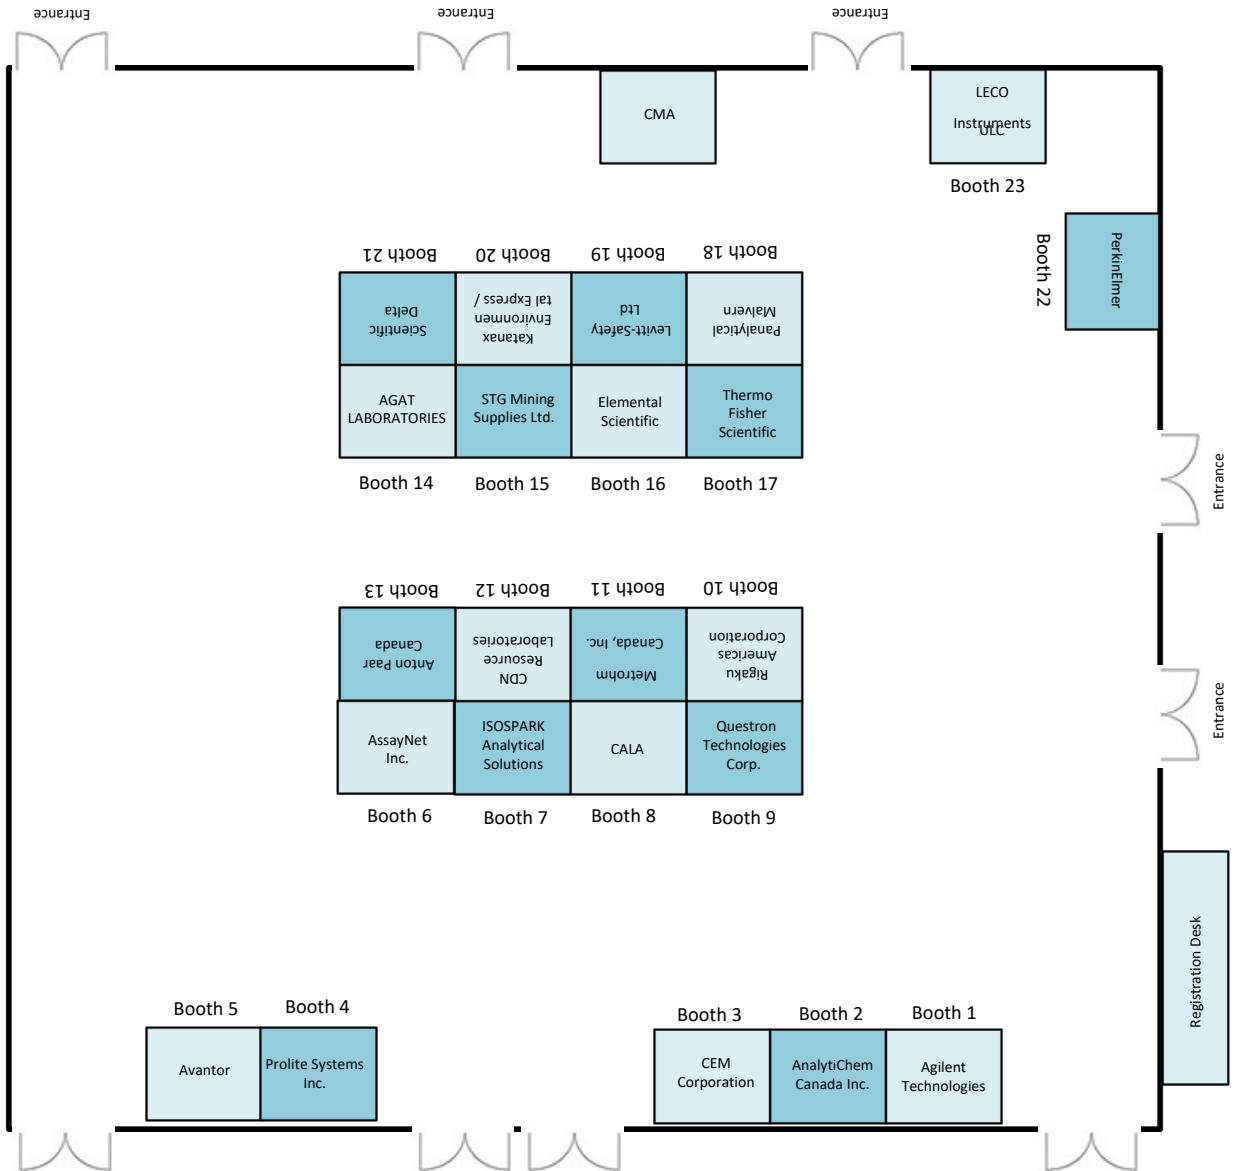 Entrance
Entrance
Entrance
CMA
LECO
Instruments
ULC
Booth 23
PerkinElmer
Booth 22
Booth 21
Booth 20
Booth 19
Booth 18
Delta
Scientific
Katanax
Environmen
tal Express /
Levitt-Safety
Ltd
Malvern
Panalytical
AGAT
LABORATORIES
STG Mining
Supplies Ltd.
Elemental
Scientific
Thermo
Fisher
Scientific
Booth 14
Booth 15
Booth 16
Booth 17
Entrance
Booth 13
Booth 12
Booth 11
Booth 10
Anton Paar
Canada
CDN
Resource
Laboratories
Metrohm
Canada, Inc.
Rigaku
Americas
Corporation
AssayNet
Inc.
ISOSPARK
Analytical
Solutions
CALA
Questron
Technologies
Corp.
Booth 6
Booth 7
Booth 8
Booth 9
Entrance
Registration Desk
Booth 5
Booth 4
Booth 3
Booth 2
Booth 1
Avantor
Prolite Systems
Inc.
CEM
Corporation
AnalytiChem
Canada Inc.
Agilent
Technologies